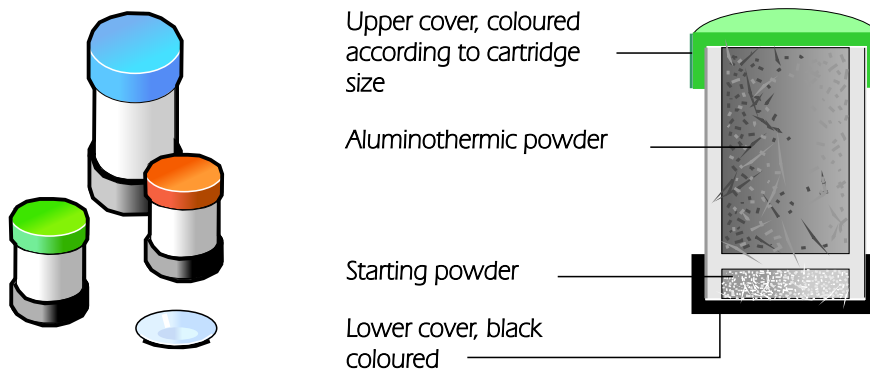 Upper cover, coloured
according to cartridge
size
Aluminothermic powder
Starting powder
Lower cover, black
coloured